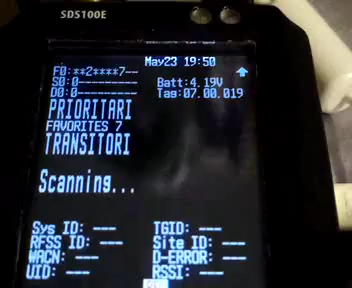 SDS100E
May23 19:50
F0:**2****7--
S0:0---------
D0:0---------
Batt:4.19V
Tag:07.00.019
PRIORITARI
FAVORITES 7
TRANSITORI
Scanning...
Sys ID: ---
TGID: ---
RFSS ID: ---
Site ID: ---
WACN: ---
D-ERROR: ---
UID: ---
RSSI: ---